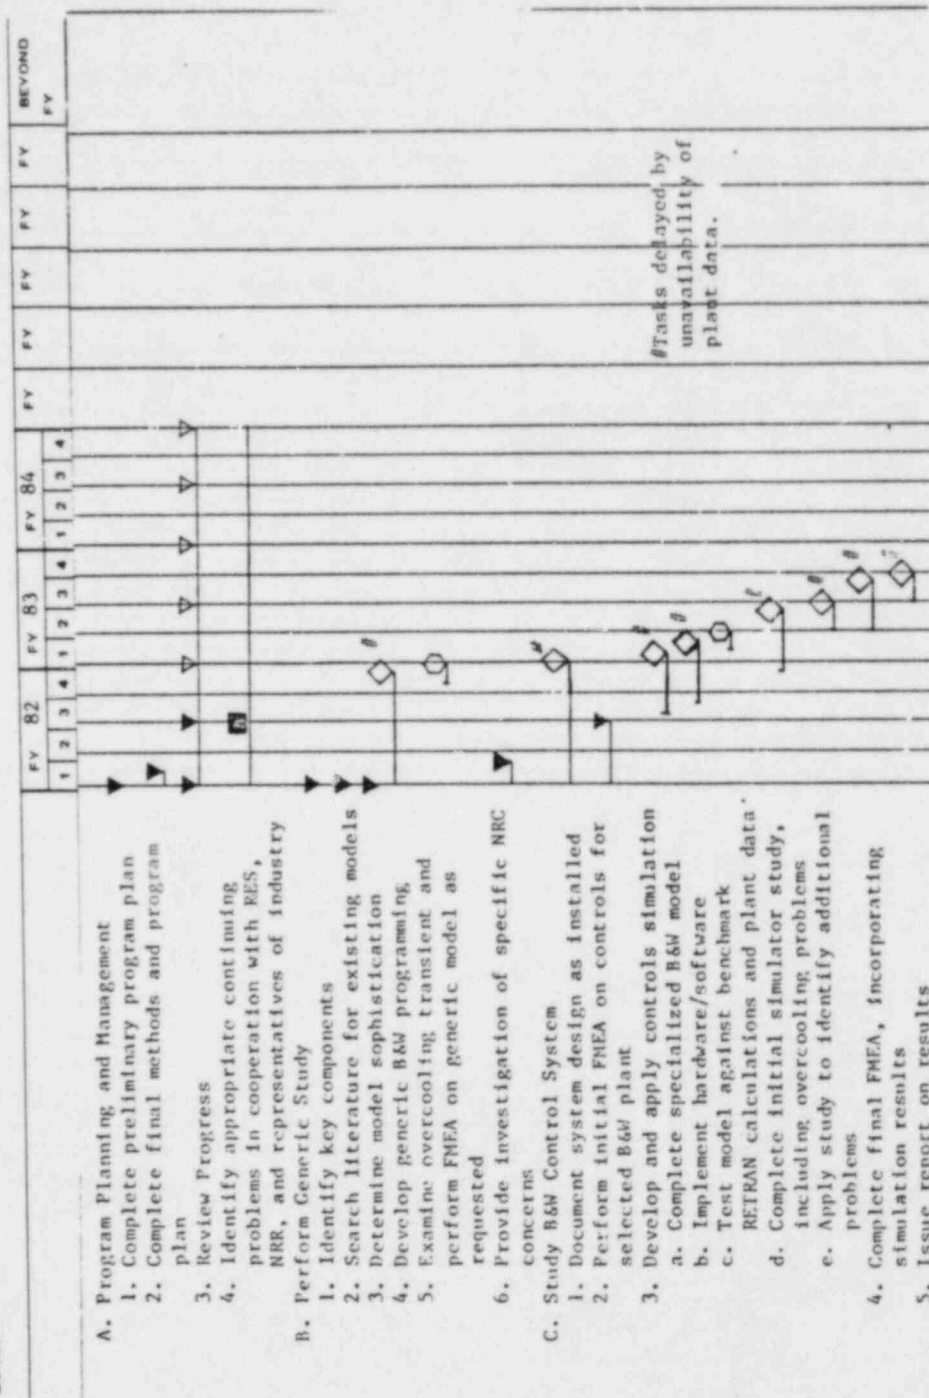 FY 82 FY 83 FY 84 FY FY FY FY FY BEYOND
FY
1 2 3 4 1 2 3 4 1 2 3 4
A. Program Planning and Management
1. Complete preliminary program plan
2. Complete final methods and program
plan
3. Review Progress
4. Identify appropriate continuing
problems in cooperation with RES,
NRR, and representatives of industry
B. Perform Generic Study
1. Identify key components
2. Search literature for existing models
3. Determine model sophistication
4. Develop generic B&W programming
5. Examine overcooling transient and
perform FMEA on generic model as
requested
6. Provide investigation of specific NRC
concerns
C. Study B&W Control System
1. Document system design as installed
2. Perform initial FMEA on controls for
selected B&W plant
3. Develop and apply controls simulation
a. Complete specialized B&W model
b. Implement hardware/software
c. Test model against benchmark
RETRAN calculations and plant data
d. Complete initial simulator study,
including overcooling problems
e. Apply study to identify additional
problems
4. Complete final FMEA, incorporating
simulation results
5. Issue report on results
#Tasks delayed by
unavailability of
plant data.